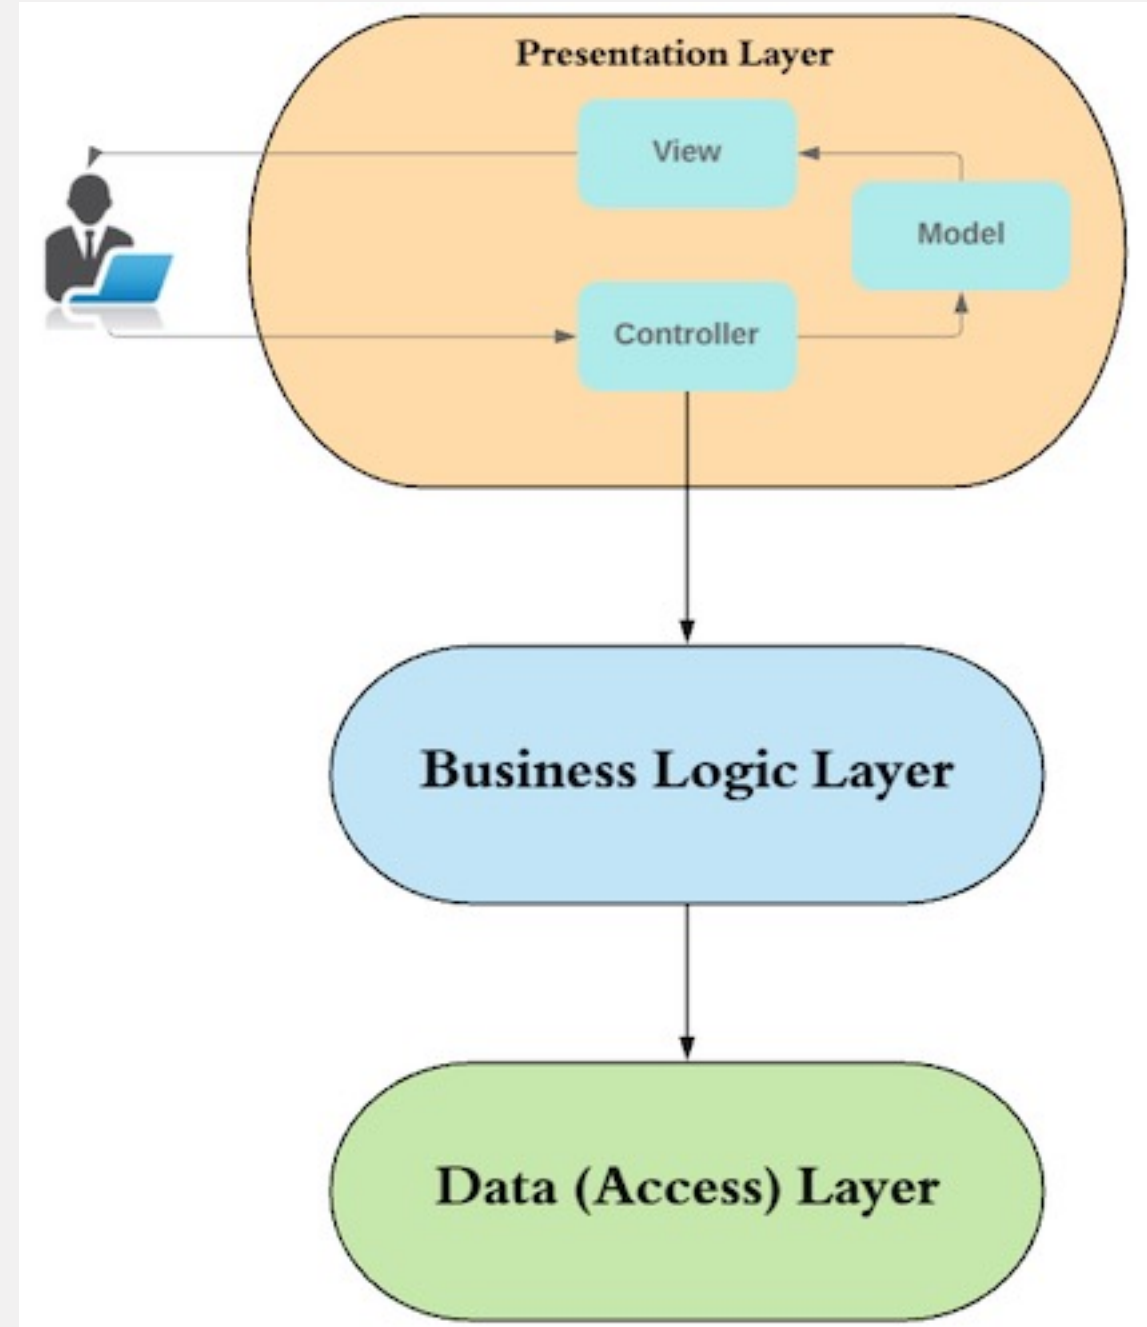 Presentation Layer
View
Model
Controller
Business Logic Layer
Data (Access) Layer